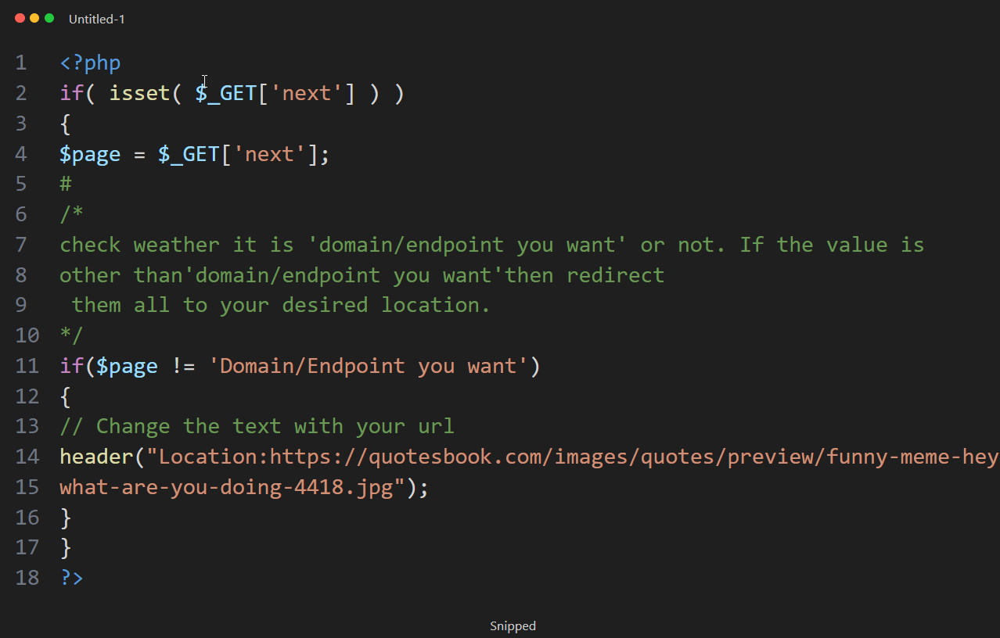 Untitled-1
1 <?php
2 if( isset( $_GET['next'] ) )
3 {
4 $page = $_GET['next'];
5 #
6 /*
7 check weather it is 'domain/endpoint you want' or not. If the value is
8 other than'domain/endpoint you want'then redirect
9  them all to your desired location.
10 */
11 if($page != 'Domain/Endpoint you want')
12 {
13 // Change the text with your url
14 header("Location:https://quotesbook.com/images/quotes/preview/funny-meme-hey
15 what-are-you-doing-4418.jpg");
16 }
17 }
18 ?>
Snipped